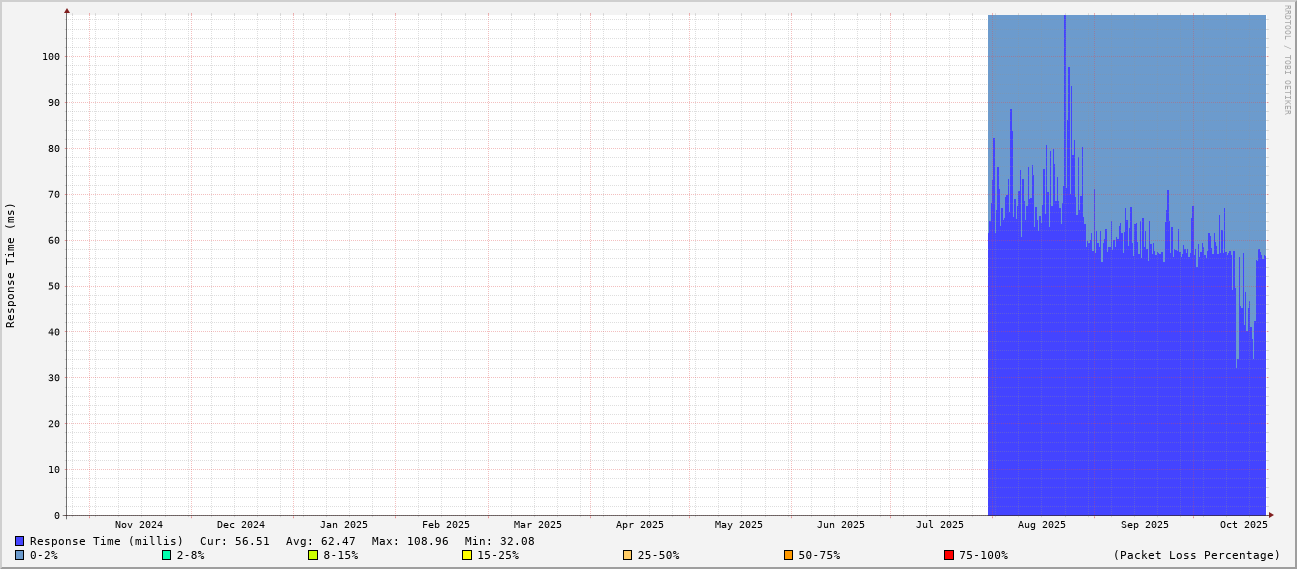 RRDTOOL / TOBI OETIKER
Response Time (ms)
100
90
80
70
60
50
40
30
20
10
0
Nov 2024 Dec 2024 Jan 2025 Feb 2025 Mar 2025 Apr 2025 May 2025 Jun 2025 Jul 2025 Aug 2025 Sep 2025 Oct 2025
Response Time (millis) Cur: 56.51 Avg: 62.47 Max: 108.96 Min: 32.08
0-2% 2-8% 8-15% 15-25% 25-50% 50-75% 75-100% (Packet Loss Percentage)